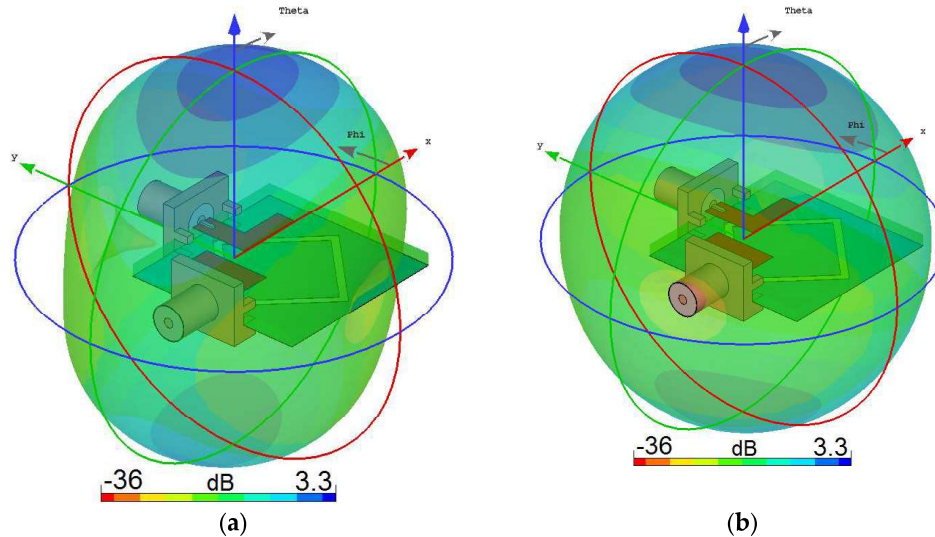 Theta
Phi
x
y
-36 dB 3.3
(a)
Theta
Phi
x
y
-36 dB 3.3
(b)